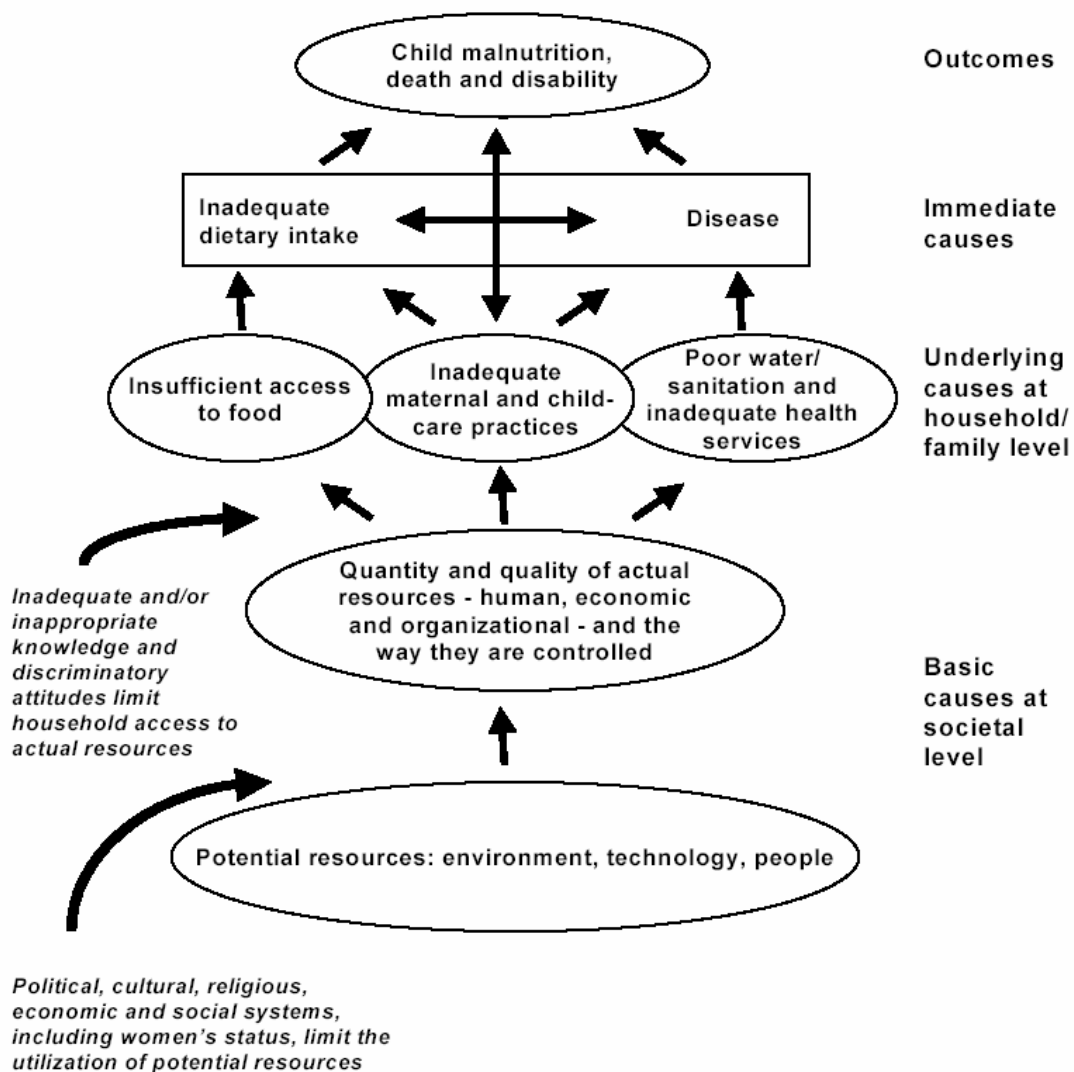 Child malnutrition,
death and disability
Outcomes
Inadequate
dietary intake
Disease
Immediate
causes
Insufficient access
to food
Inadequate
maternal and child-
care practices
Poor water/
sanitation and
inadequate health
services
Underlying
causes at
household/
family level
Quantity and quality of actual
resources - human, economic
and organizational - and the
way they are controlled
Inadequate and/or
inappropriate
knowledge and
discriminatory
attitudes limit
household access to
actual resources
Basic
causes at
societal
level
Potential resources: environment, technology, people
Political, cultural, religious,
economic and social systems,
including women's status, limit the
utilization of potential resources